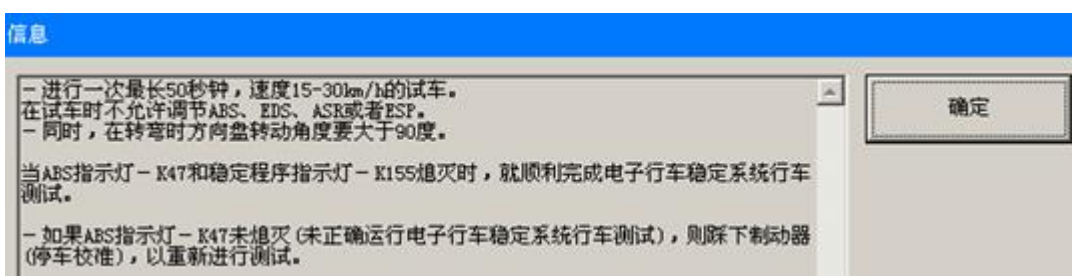 信息
- 进行一次最长50秒钟，速度15-30km/h的试车。
在试车时不允许调节ABS、EDS、ASR或者ESP。
- 同时，在转弯时方向盘转动角度要大于90度。
当ABS指示灯- K47和稳定程序指示灯- K155熄灭时，就顺利完成电子行车稳定系统行车
测试。
- 如果ABS指示灯- K47未熄灭(未正确运行电子行车稳定系统行车测试)，则踩下制动器
(停车校准)，以重新进行测试。
确定